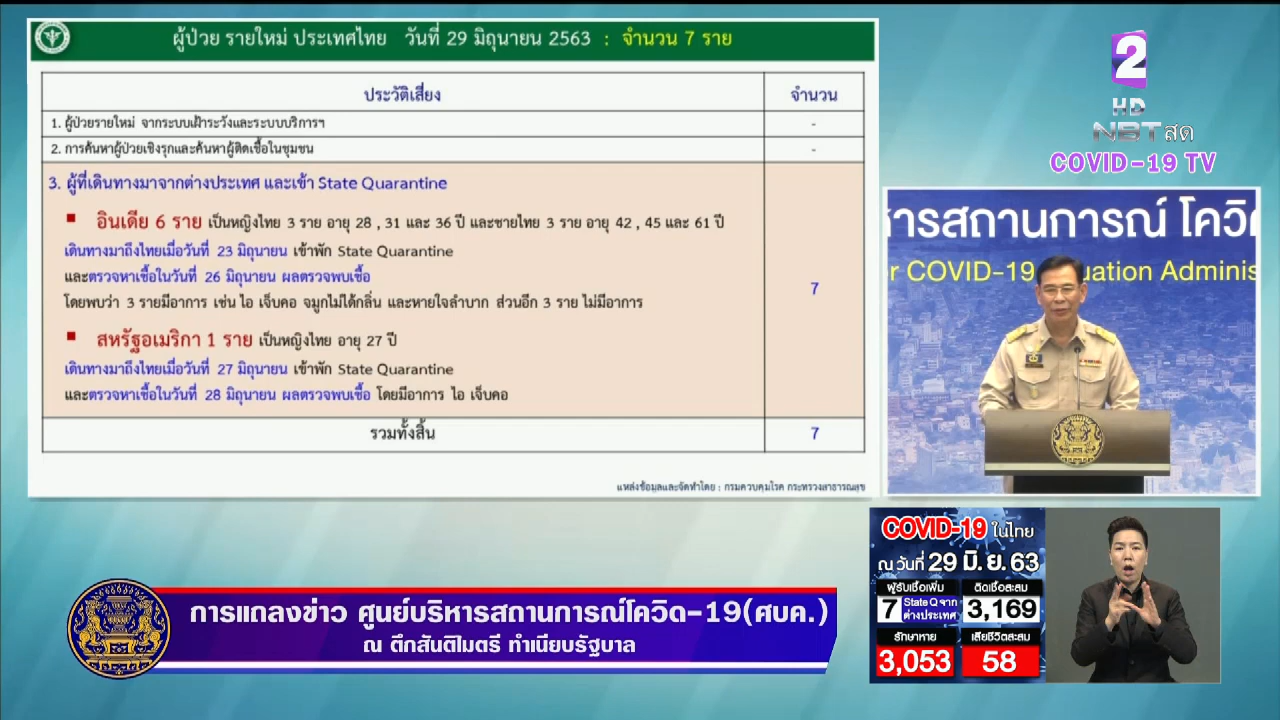 ผู้ป่วย รายใหม่ ประเทศไทย วันที่ 29 มิถุนายน 2563 : จำนวน 7 ราย
ประวัติเสี่ยง จำนวน
1. ผู้ป่วยรายใหม่ จากระบบเฝ้าระวังและระบบบริการฯ -
2. การค้นหาผู้ป่วยเชิงรุกและค้นหาผู้ติดเชื้อในชุมชน -
3. ผู้ที่เดินทางมาจากต่างประเทศ และเข้า State Quarantine
▪ อินเดีย 6 ราย เป็นหญิงไทย 3 ราย อายุ 28 , 31 และ 36 ปี และชายไทย 3 ราย อายุ 42 , 45 และ 61 ปี
เดินทางมาถึงไทยเมื่อวันที่ 23 มิถุนายน เข้าพัก State Quarantine
และตรวจหาเชื้อในวันที่ 26 มิถุนายน ผลตรวจพบเชื้อ
7
โดยพบว่า 3 รายมีอาการ เช่น ไอ เจ็บคอ จมูกไม่ได้กลิ่น และหายใจลำบาก ส่วนอีก 3 ราย ไม่มีอาการ
▪ สหรัฐอเมริกา 1 ราย เป็นหญิงไทย อายุ 27 ปี
เดินทางมาถึงไทยเมื่อวันที่ 27 มิถุนายน เข้าพัก State Quarantine
และตรวจหาเชื้อในวันที่ 28 มิถุนายน ผลตรวจพบเชื้อ โดยมีอาการ ไอ เจ็บคอ
รวมทั้งสิ้น 7
แหล่งข้อมูลและจัดทำโดย : กรมควบคุมโรค กระทรวงสาธารณสุข
2
HD
NBT สด
COVID-19 TV
หารสถานการณ์ โควิ
r COVID-19 uation Adminis
COVID-19 ในไทย
ณ วันที่ 29 มิ.ย. 63
ผู้รับเชื้อเพิ่ม ติดเชื้อสะสม
7 State Q จากต่างประเทศ 3,169
รักษาหาย เสียชีวิตสะสม
3,053 58
การแถลงข่าว ศูนย์บริหารสถานการณ์โควิด-19(ศบค.)
ณ ตึกสันติไมตรี ทำเนียบรัฐบาล